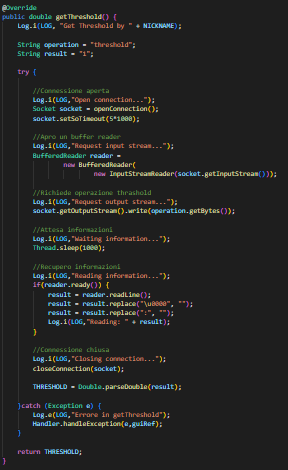 @Override
public double getThreshold() {
Log.i(LOG, "Get Threshold by " + NICKNAME);
String operation = "threshold";
String result = "1";
try {
//Connessione aperta
Log.i(LOG,"Open connection...");
Socket socket = openConnection();
socket.setSoTimeout(5*1000);
//Apro un buffer reader
Log.i(LOG,"Request input stream...");
BufferedReader reader =
new BufferedReader(
new InputStreamReader(socket.getInputStream()));
//Richiede operazione thrashold
Log.i(LOG,"Request output stream...");
socket.getOutputStream().write(operation.getBytes());
//Attesa informazioni
Log.i(LOG,"Waiting information...");
Thread.sleep(1000);
//Recupero informazioni
Log.i(LOG,"Reading information...");
if(reader.ready()) {
result = reader.readLine();
result = result.replace("\u0000", "");
result = result.replace(":", "");
Log.i(LOG,"Reading: " + result);
}
//Connessione chiusa
Log.i(LOG,"Closing connection...");
closeConnection(socket);
THRESHOLD = Double.parseDouble(result);
}catch (Exception e) {
Log.e(LOG,"Errore in getThreshold");
Handler.handleException(e,guiRef);
}
return THRESHOLD;
}